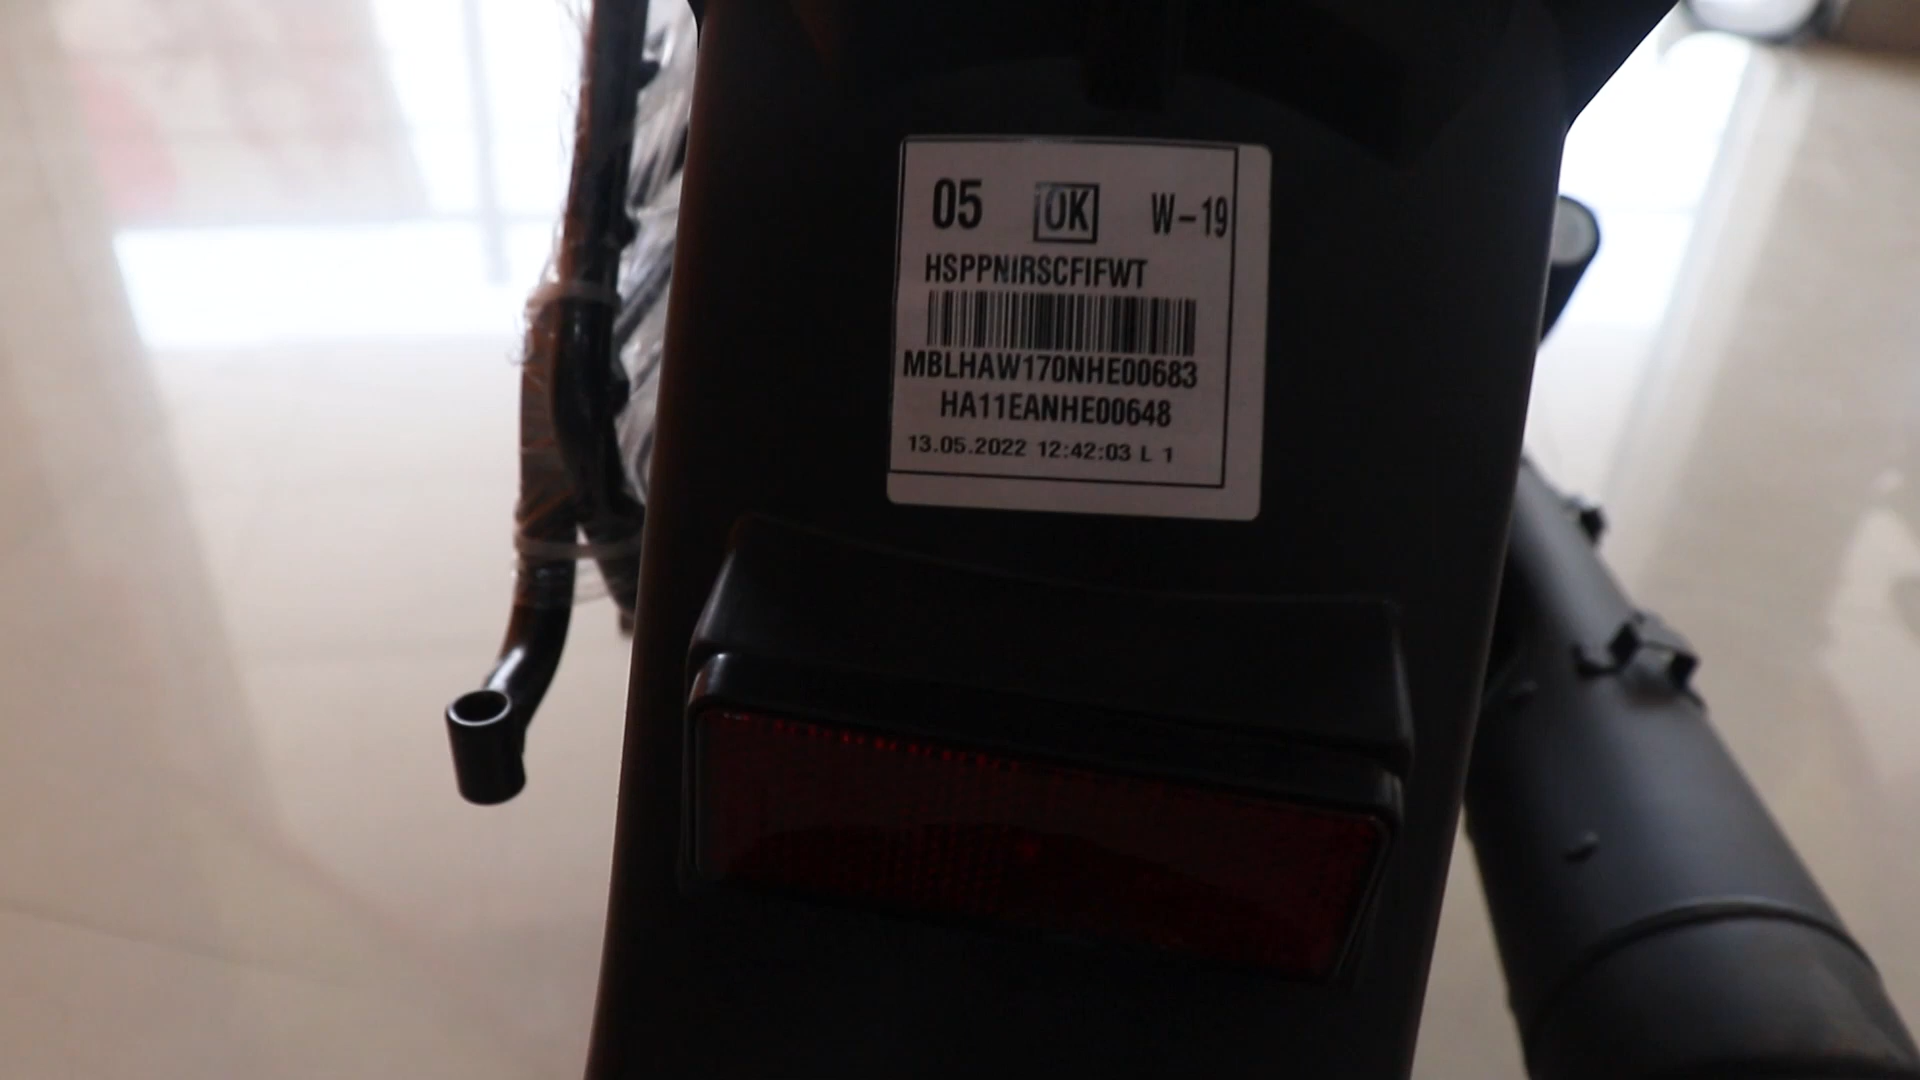 05 OK W-19
HSPPNIRSCFIFWT
MBLHAW170NHE00683
HA11EANHE00648
13.05.2022 12:42:03 L 1